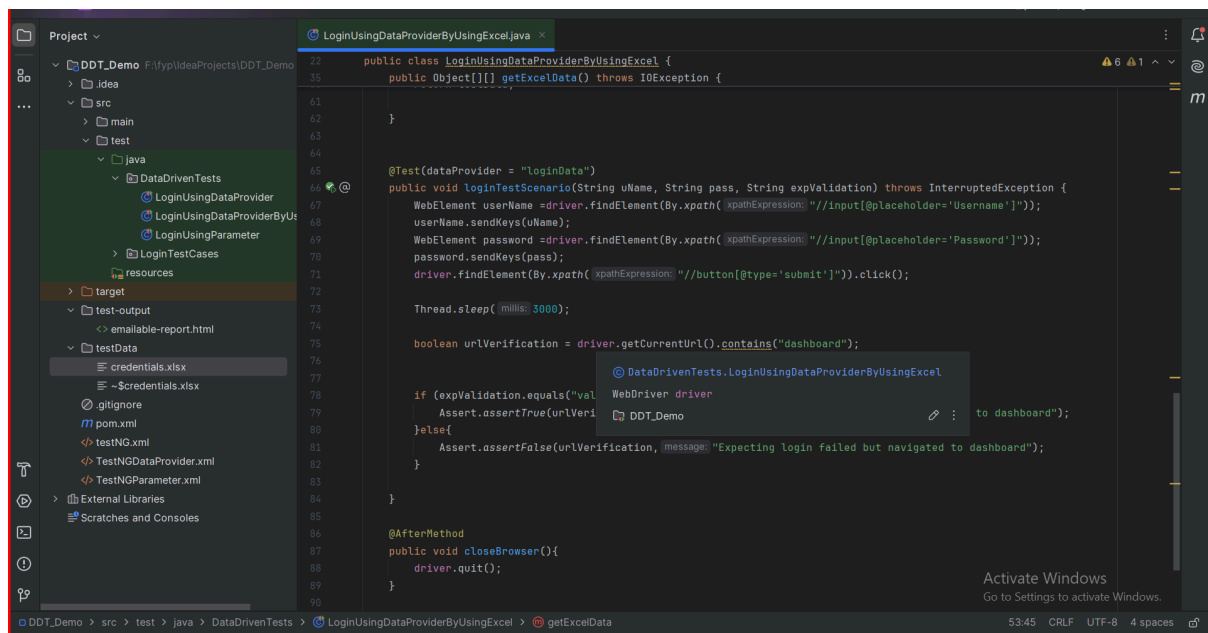 Project
DDT_Demo F:\fyp\IdeaProjects\DDT_Demo
.idea
src
main
test
java
DataDrivenTests
LoginUsingDataProvider
LoginUsingDataProviderByUs
LoginUsingParameter
LoginTestCases
resources
target
test-output
<> emailable-report.html
testData
credentials.xlsx
~$credentials.xlsx
.gitignore
m pom.xml
</> testNG.xml
</> TestNGDataProvider.xml
</> TestNGParameter.xml
External Libraries
Scratches and Consoles
LoginUsingDataProviderByUsingExcel.java ×
22 public class LoginUsingDataProviderByUsingExcel {
6 1
35 public Object[][] getExcelData() throws IOException {
61
62 }
63
64
65 @Test(dataProvider = "loginData")
66 @ public void loginTestScenario(String uName, String pass, String expValidation) throws InterruptedException {
67 WebElement userName =driver.findElement(By.xpath( xpathExpression: "//input[@placeholder='Username']"));
68 userName.sendKeys(uName);
69 WebElement password =driver.findElement(By.xpath( xpathExpression: "//input[@placeholder='Password']"));
70 password.sendKeys(pass);
71 driver.findElement(By.xpath( xpathExpression: "//button[@type='submit']")).click();
72
73 Thread.sleep( millis: 3000);
74
75 boolean urlVerification = driver.getCurrentUrl().contains("dashboard");
76
77
78 if (expValidation.equals("val
79 Assert.assertTrue(urlVeri to dashboard");
80 }else{
81 Assert.assertFalse(urlVerification, message: "Expecting login failed but navigated to dashboard");
82 }
83
84 }
85
86 @AfterMethod
87 public void closeBrowser(){
88 driver.quit();
89 }
90
DataDrivenTests.LoginUsingDataProviderByUsingExcel
WebDriver driver
DDT_Demo
m
Activate Windows
Go to Settings to activate Windows.
DDT_Demo > src > test > java > DataDrivenTests > LoginUsingDataProviderByUsingExcel > m getExcelData
53:45 CRLF UTF-8 4 spaces